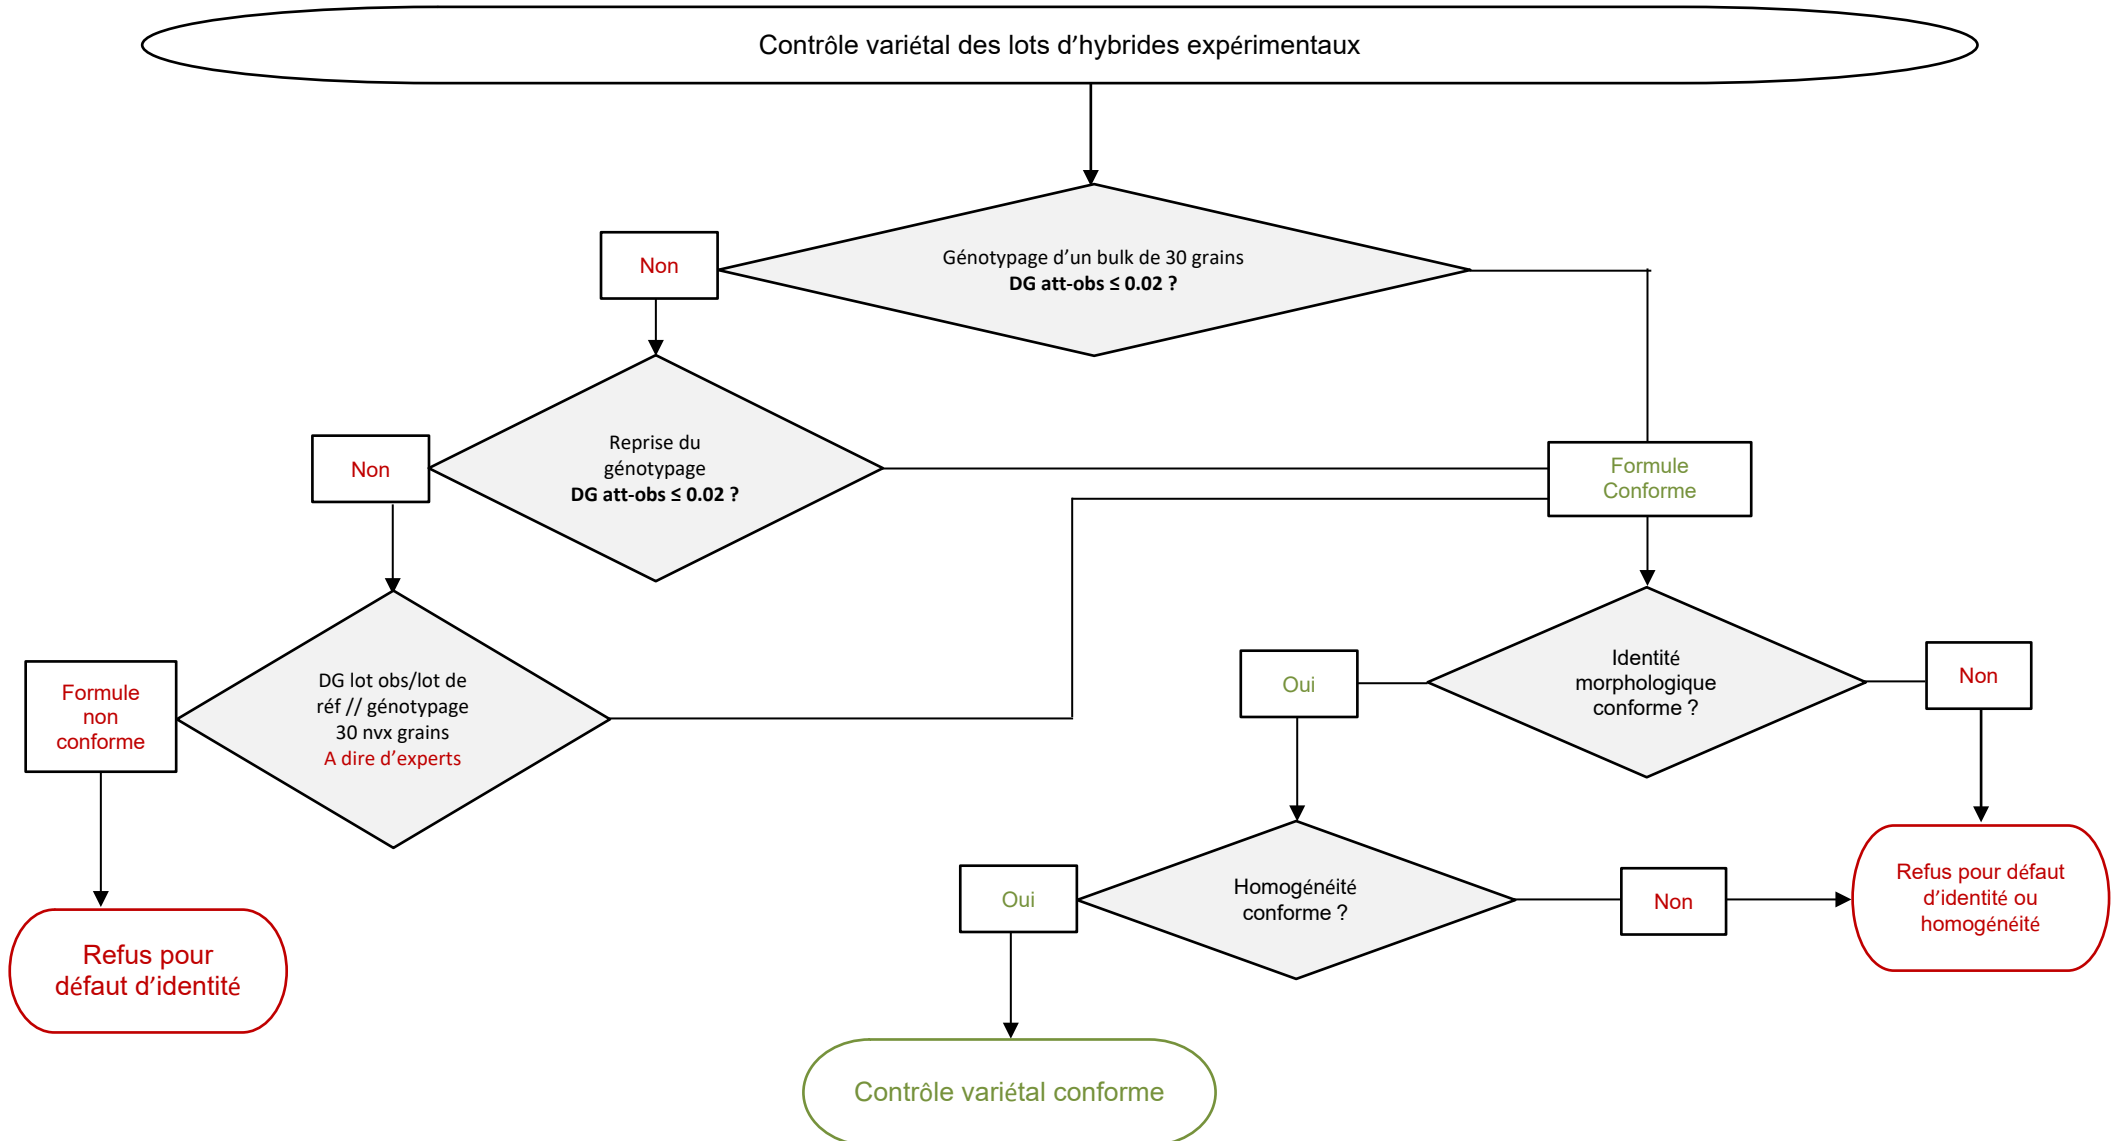 Contrôle variétal des lots d’hybrides expérimentaux
Non
Génotypage d’un bulk de 30 grains
DG att-obs ≤ 0.02 ?
Non
Reprise du
génotypage
DG att-obs ≤ 0.02 ?
Formule
Conforme
Formule
non
conforme
DG lot obs/lot de
réf // génotypage
30 nvx grains
A dire d’experts
Oui
Identité
morphologique
conforme ?
Non
Oui
Homogénéité
conforme ?
Non
Refus pour défaut
d’identité ou
homogénéité
Refus pour
défaut d’identité
Contrôle variétal conforme